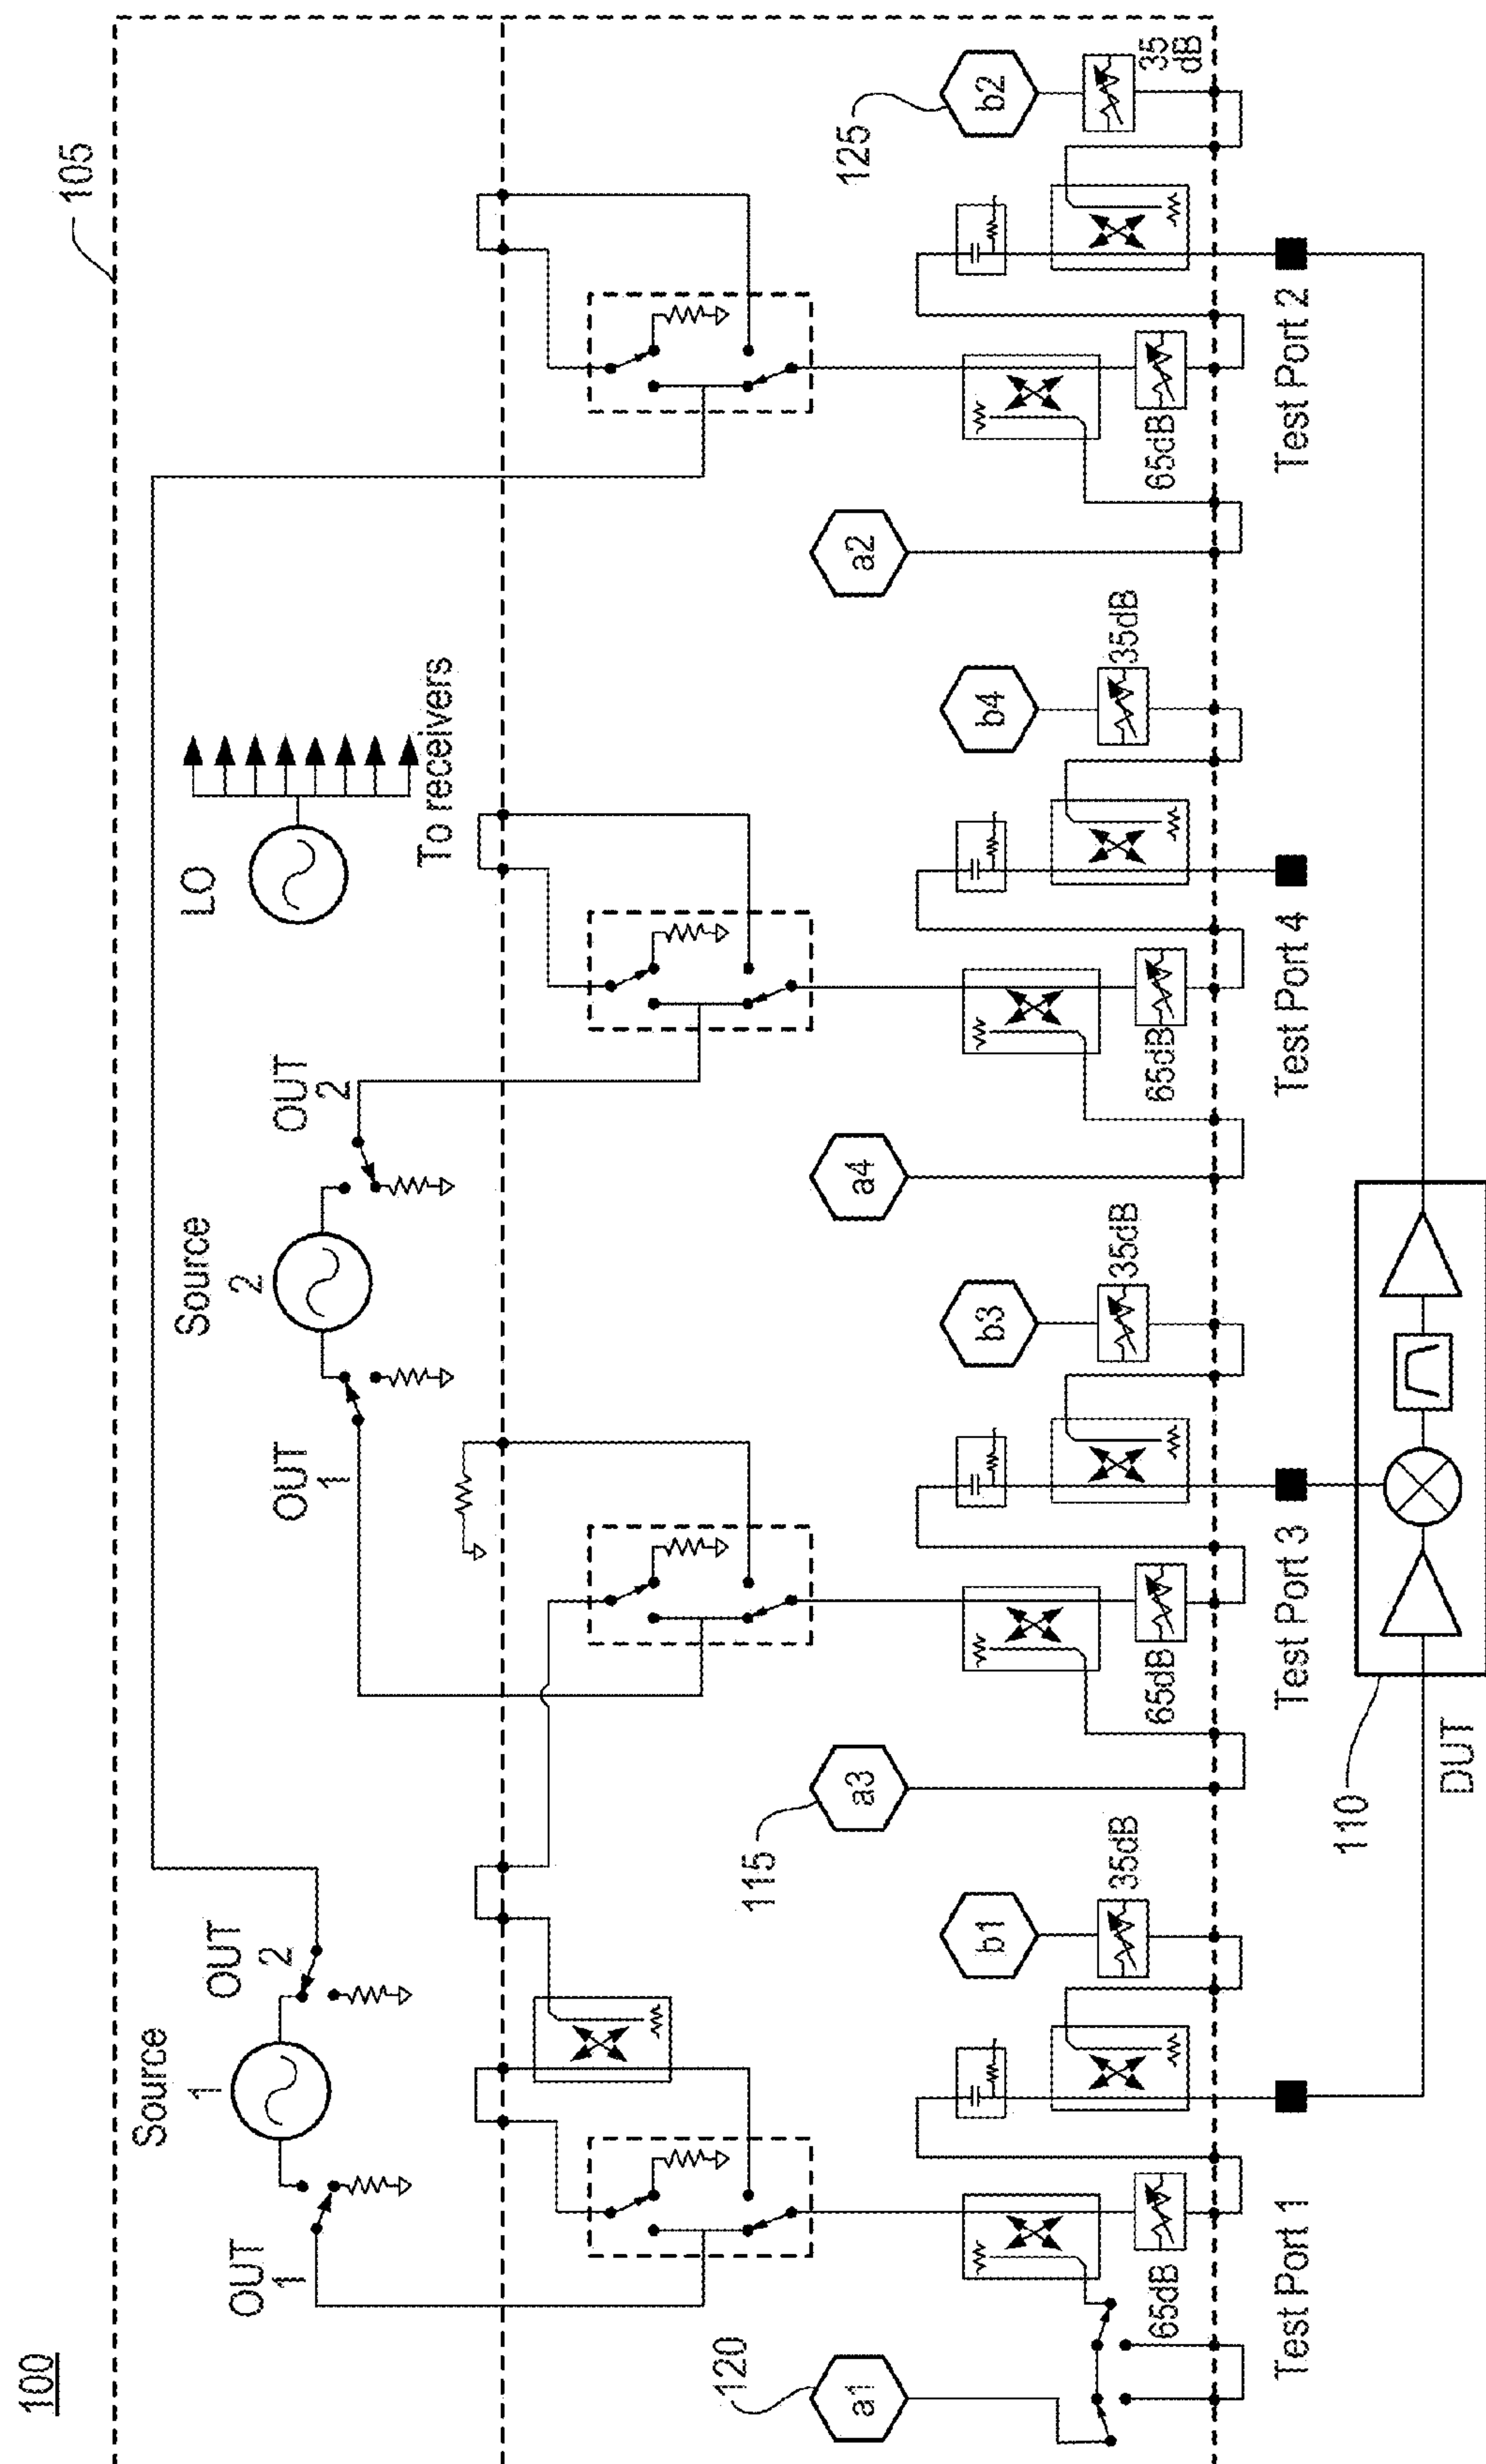 100
105
Source
1
OUT
1
OUT
2
Source
2
OUT
1
OUT
2
LO
To receivers
120
a1
65dB
b1
35dB
115
a3
65dB
b3
35dB
a4
65dB
b4
35dB
a2
65dB
125
b2
35
dB
Test Port 1
Test Port 3
Test Port 4
Test Port 2
110
DUT